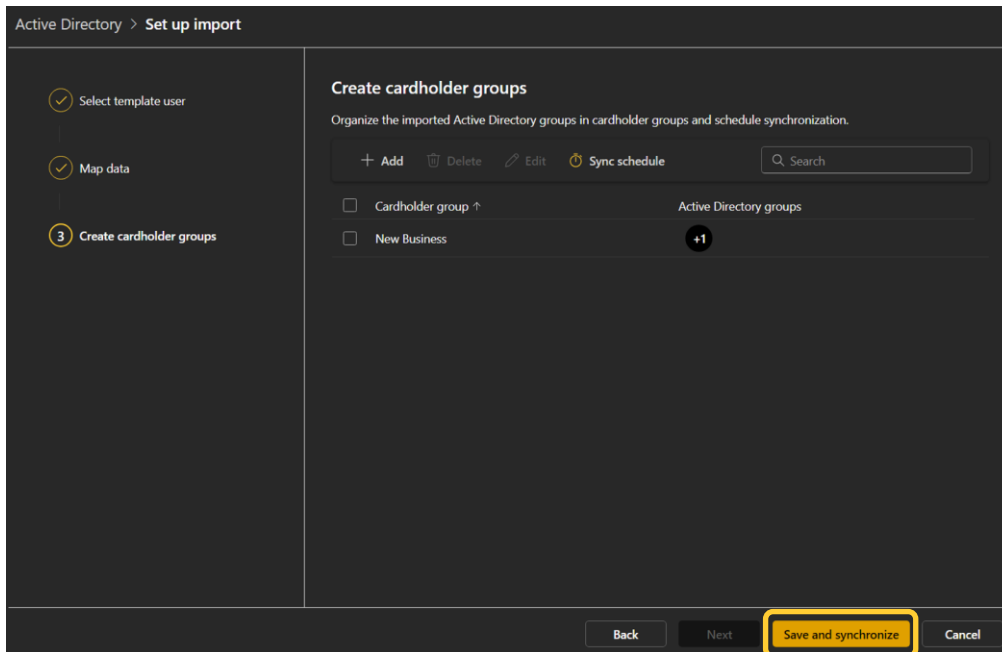 Active Directory > Set up import
Select template user
Map data
3 Create cardholder groups
Create cardholder groups
Organize the imported Active Directory groups in cardholder groups and schedule synchronization.
+ Add Delete Edit Sync schedule Search
Cardholder group ↑ Active Directory groups
New Business +1
Back Next Save and synchronize Cancel